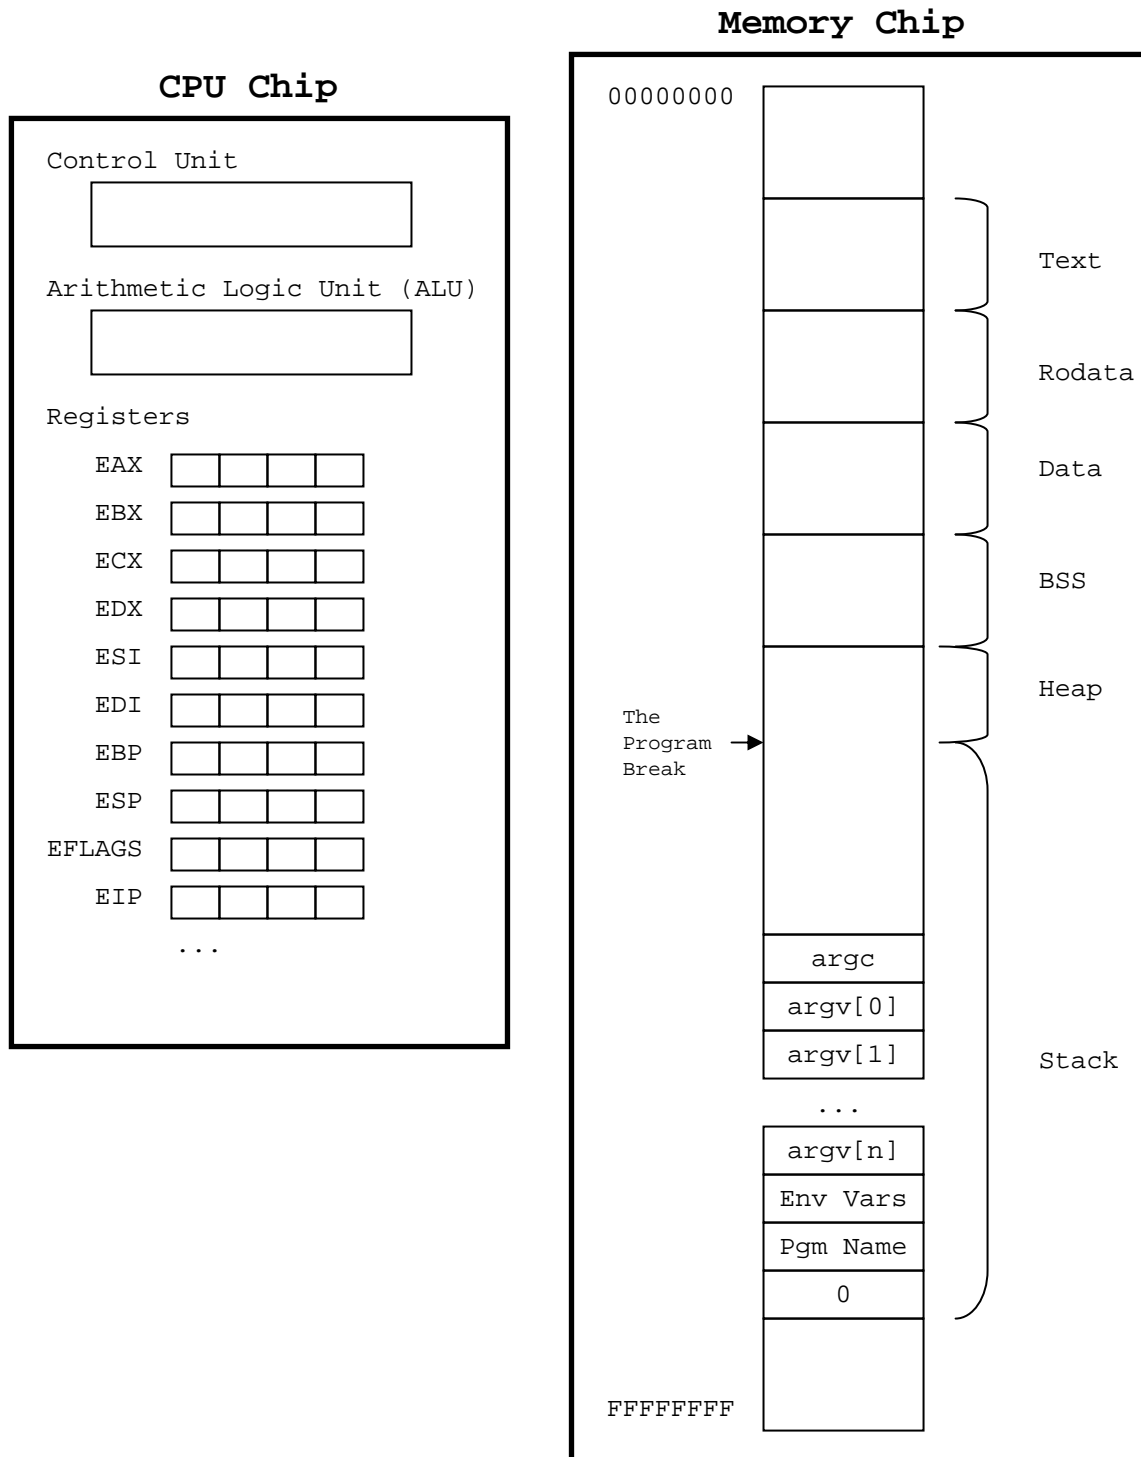 Memory Chip
CPU Chip
Control Unit
Arithmetic Logic Unit (ALU)
Registers
EAX
EBX
ECX
EDX
ESI
EDI
EBP
ESP
EFLAGS
EIP
...
00000000
Text
Rodata
Data
BSS
Heap
The
Program
Break
argc
argv[0]
argv[1]
...
argv[n]
Env Vars
Pgm Name
0
Stack
FFFFFFFF